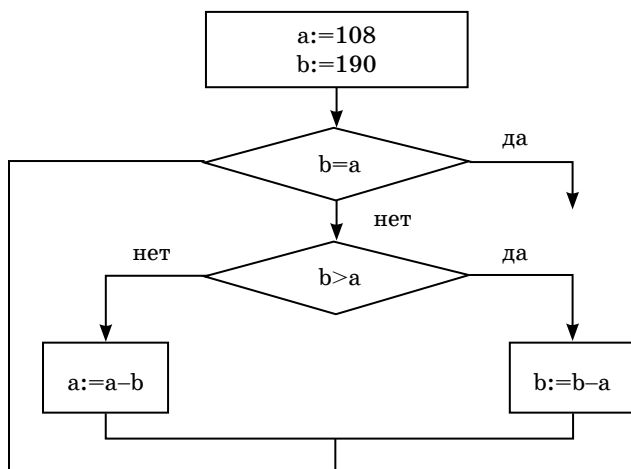 a:=108
b:=190
b=a
да
нет
b>a
нет
да
a:=a–b
b:=b–a